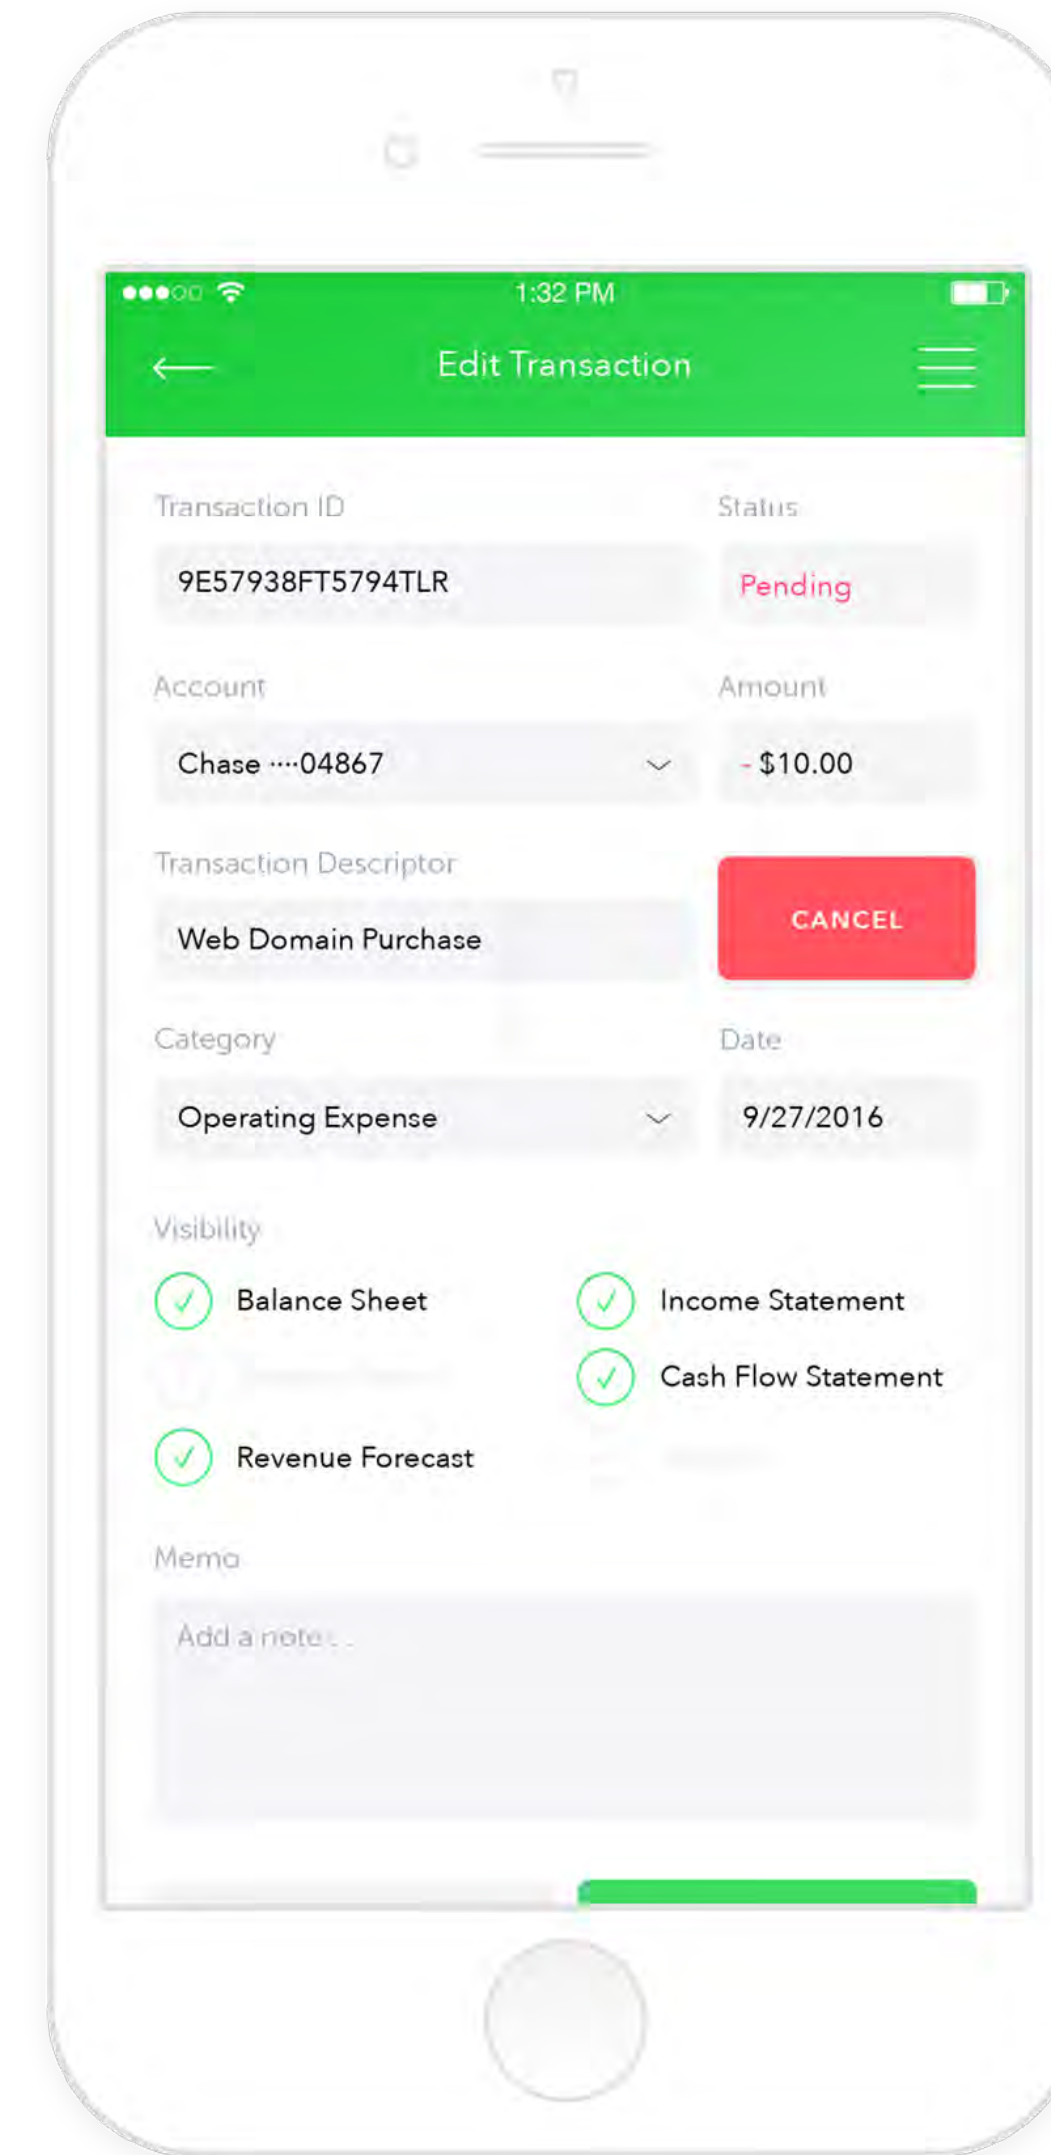 1:32 PM
Edit Transaction
Transaction ID
Status
9E57938FT5794TLR
Pending
Account
Amount
Chase ····04867
- $10.00
Transaction Descriptor
CANCEL
Web Domain Purchase
Category
Date
Operating Expense
9/27/2016
Visibility
Balance Sheet
Income Statement
Cash Flow Statement
Revenue Forecast
Memo
Add a note . .